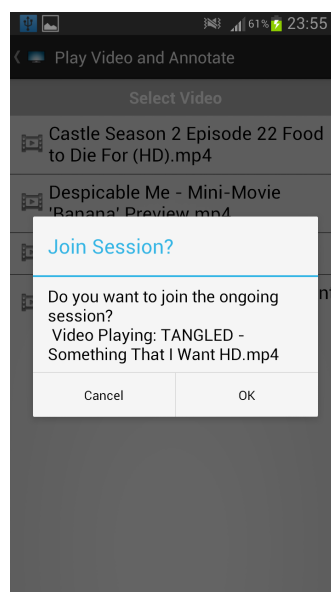 61% 23:55
Play Video and Annotate
Select Video
Castle Season 2 Episode 22 Food
to Die For (HD).mp4
Despicable Me - Mini-Movie
'Banana' Preview.mp4
Join Session?
Do you want to join the ongoing
session?
Video Playing: TANGLED -
Something That I Want HD.mp4
Cancel OK